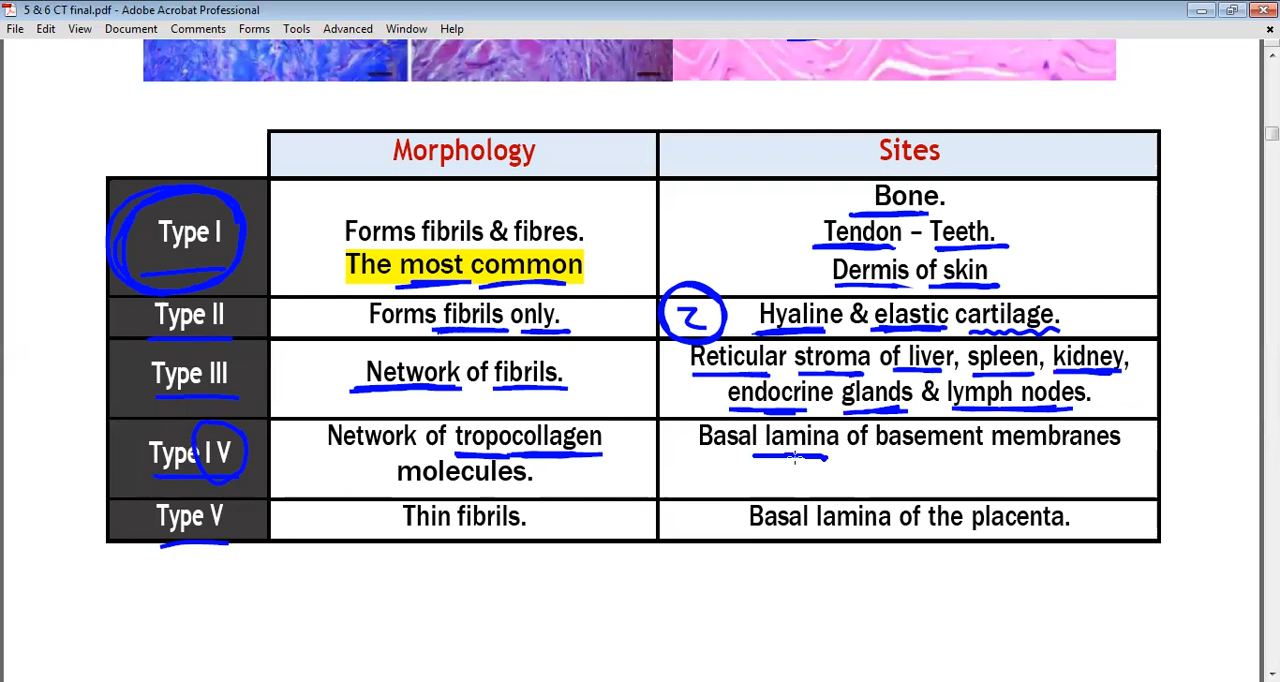 5 & 6 CT final.pdf - Adobe Acrobat Professional
File Edit View Document Comments Forms Tools Advanced Window Help
Morphology Sites
Type I
Forms fibrils & fibres.
The most common
Bone.
Tendon – Teeth.
Dermis of skin
Type II
Forms fibrils only.
2
Hyaline & elastic cartilage.
Type III
Network of fibrils.
Reticular stroma of liver, spleen, kidney,
endocrine glands & lymph nodes.
Type I V
Network of tropocollagen
molecules.
Basal lamina of basement membranes
Type V
Thin fibrils.
Basal lamina of the placenta.